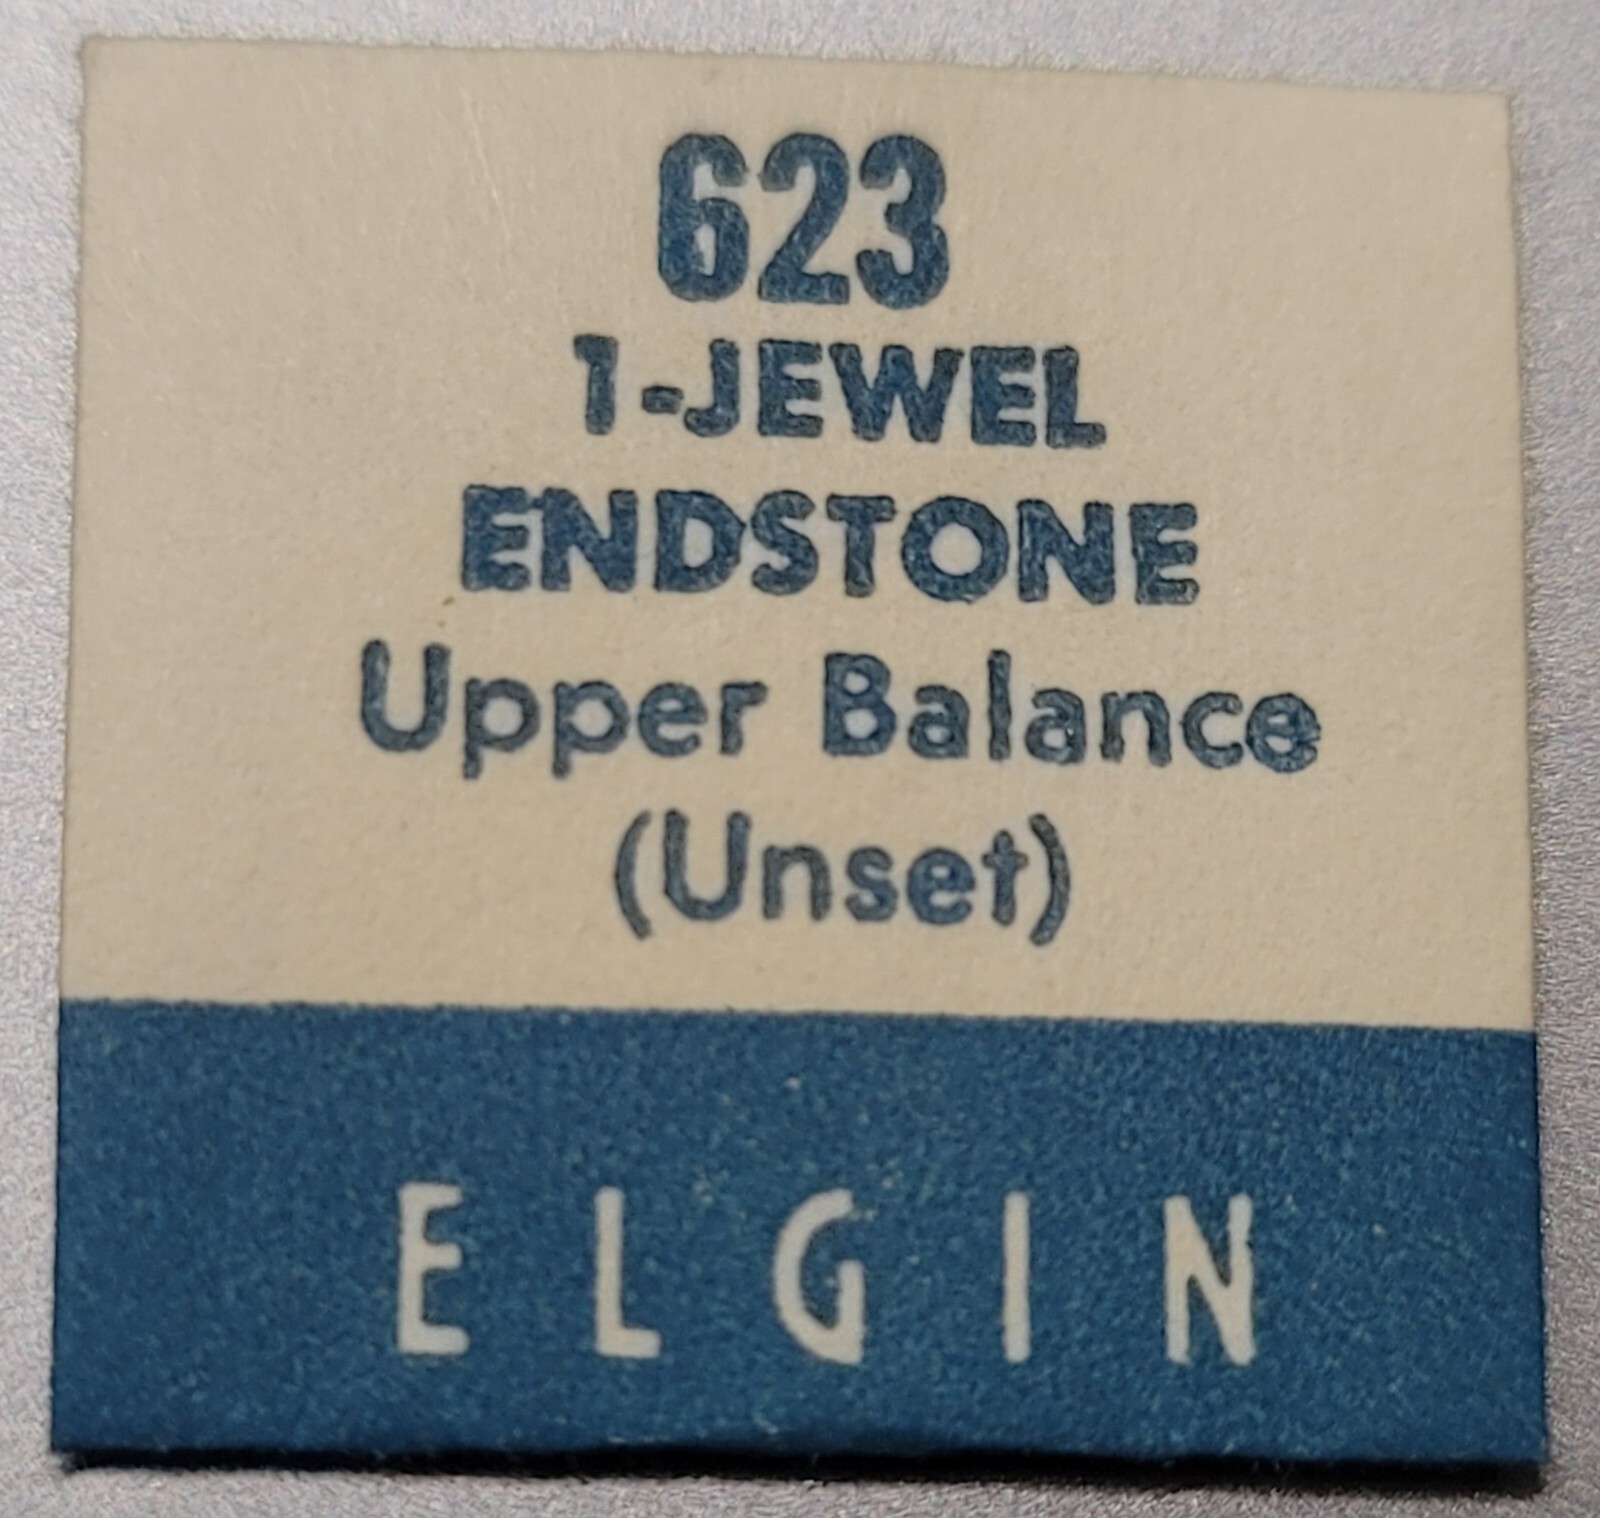 623
1-JEWEL
ENDSTONE
Upper Balance
(Unset)
ELGIN